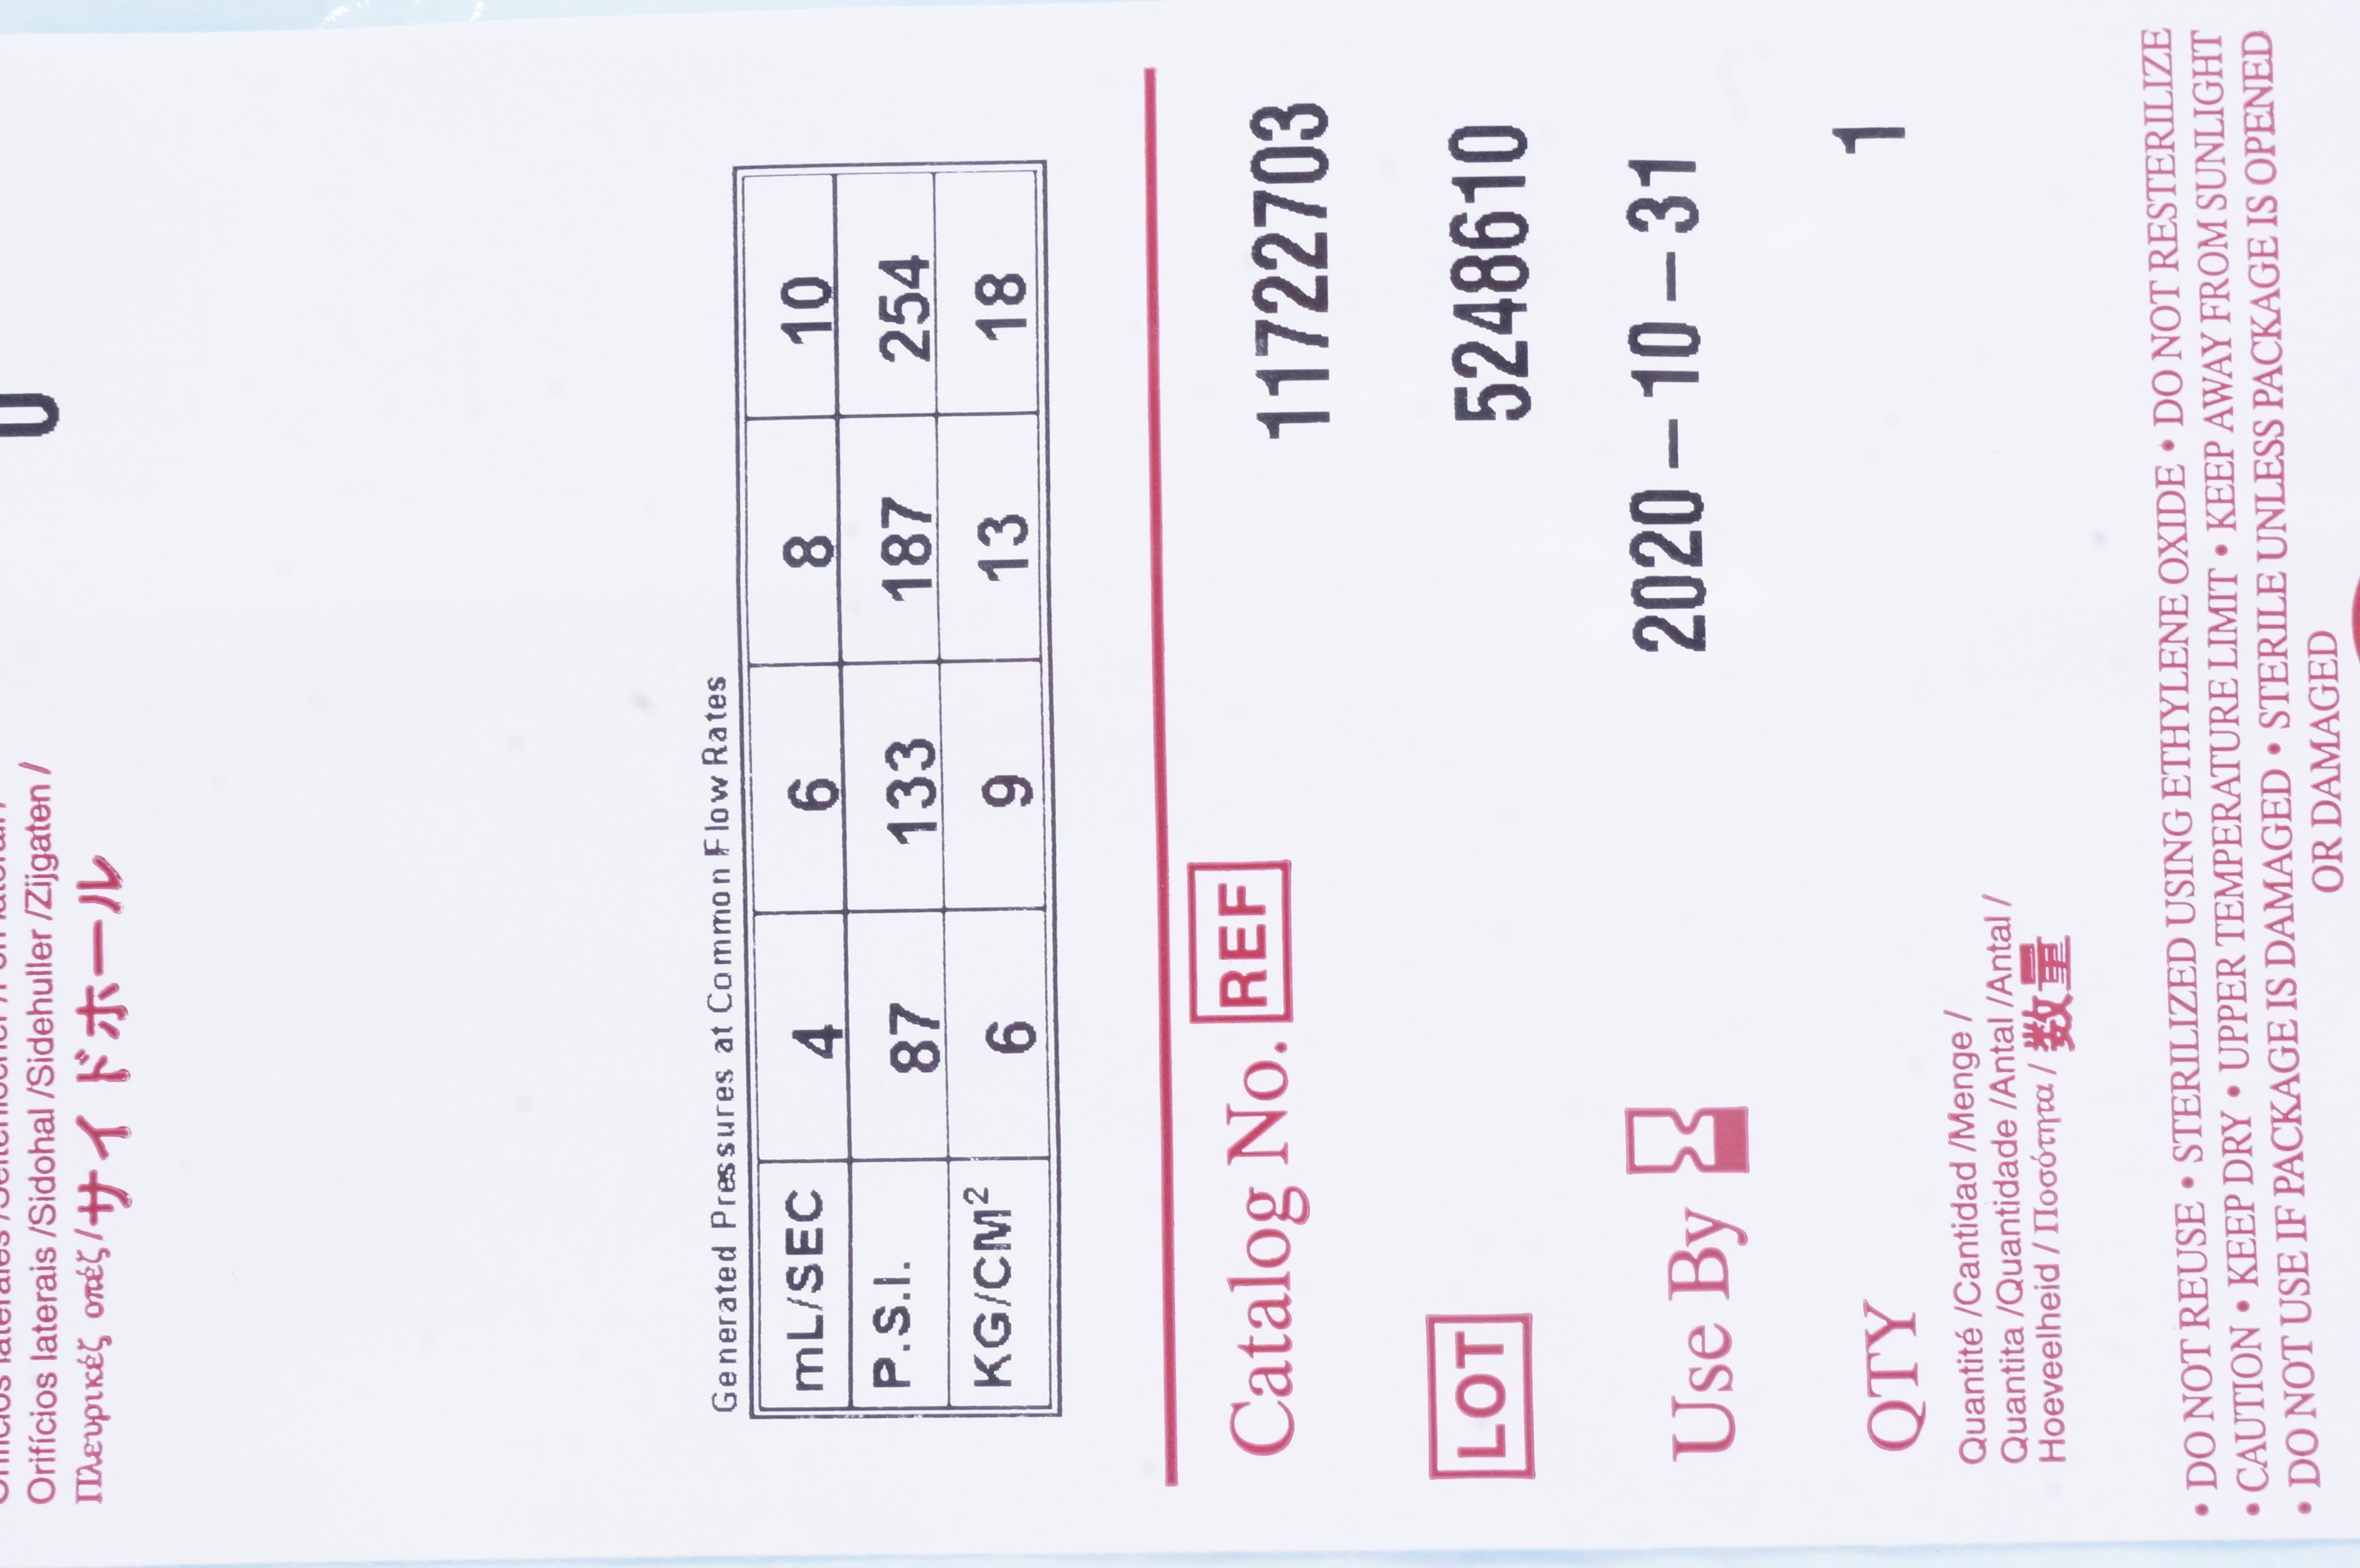 Orifícios laterais /Sidohal /Sidehuller /Zijgaten /
Πλευρικές οπές / サイドホール
Generated Pressures at Common Flow Rates
mL/SEC 4 6 8 10
P.S.I. 87 133 187 254
KG/CM² 6 9 13 18
Catalog No. REF 11722703
LOT 5248610
Use By 2020-10-31
QTY 1
Quantité /Cantidad /Menge /
Quantita /Quantidade /Antal /Antal /
Hoeveelheid / Ποσότητα / 数量
• DO NOT REUSE • STERILIZED USING ETHYLENE OXIDE • DO NOT RESTERILIZE
• CAUTION • KEEP DRY • UPPER TEMPERATURE LIMIT • KEEP AWAY FROM SUNLIGHT
• DO NOT USE IF PACKAGE IS DAMAGED • STERILE UNLESS PACKAGE IS OPENED
OR DAMAGED